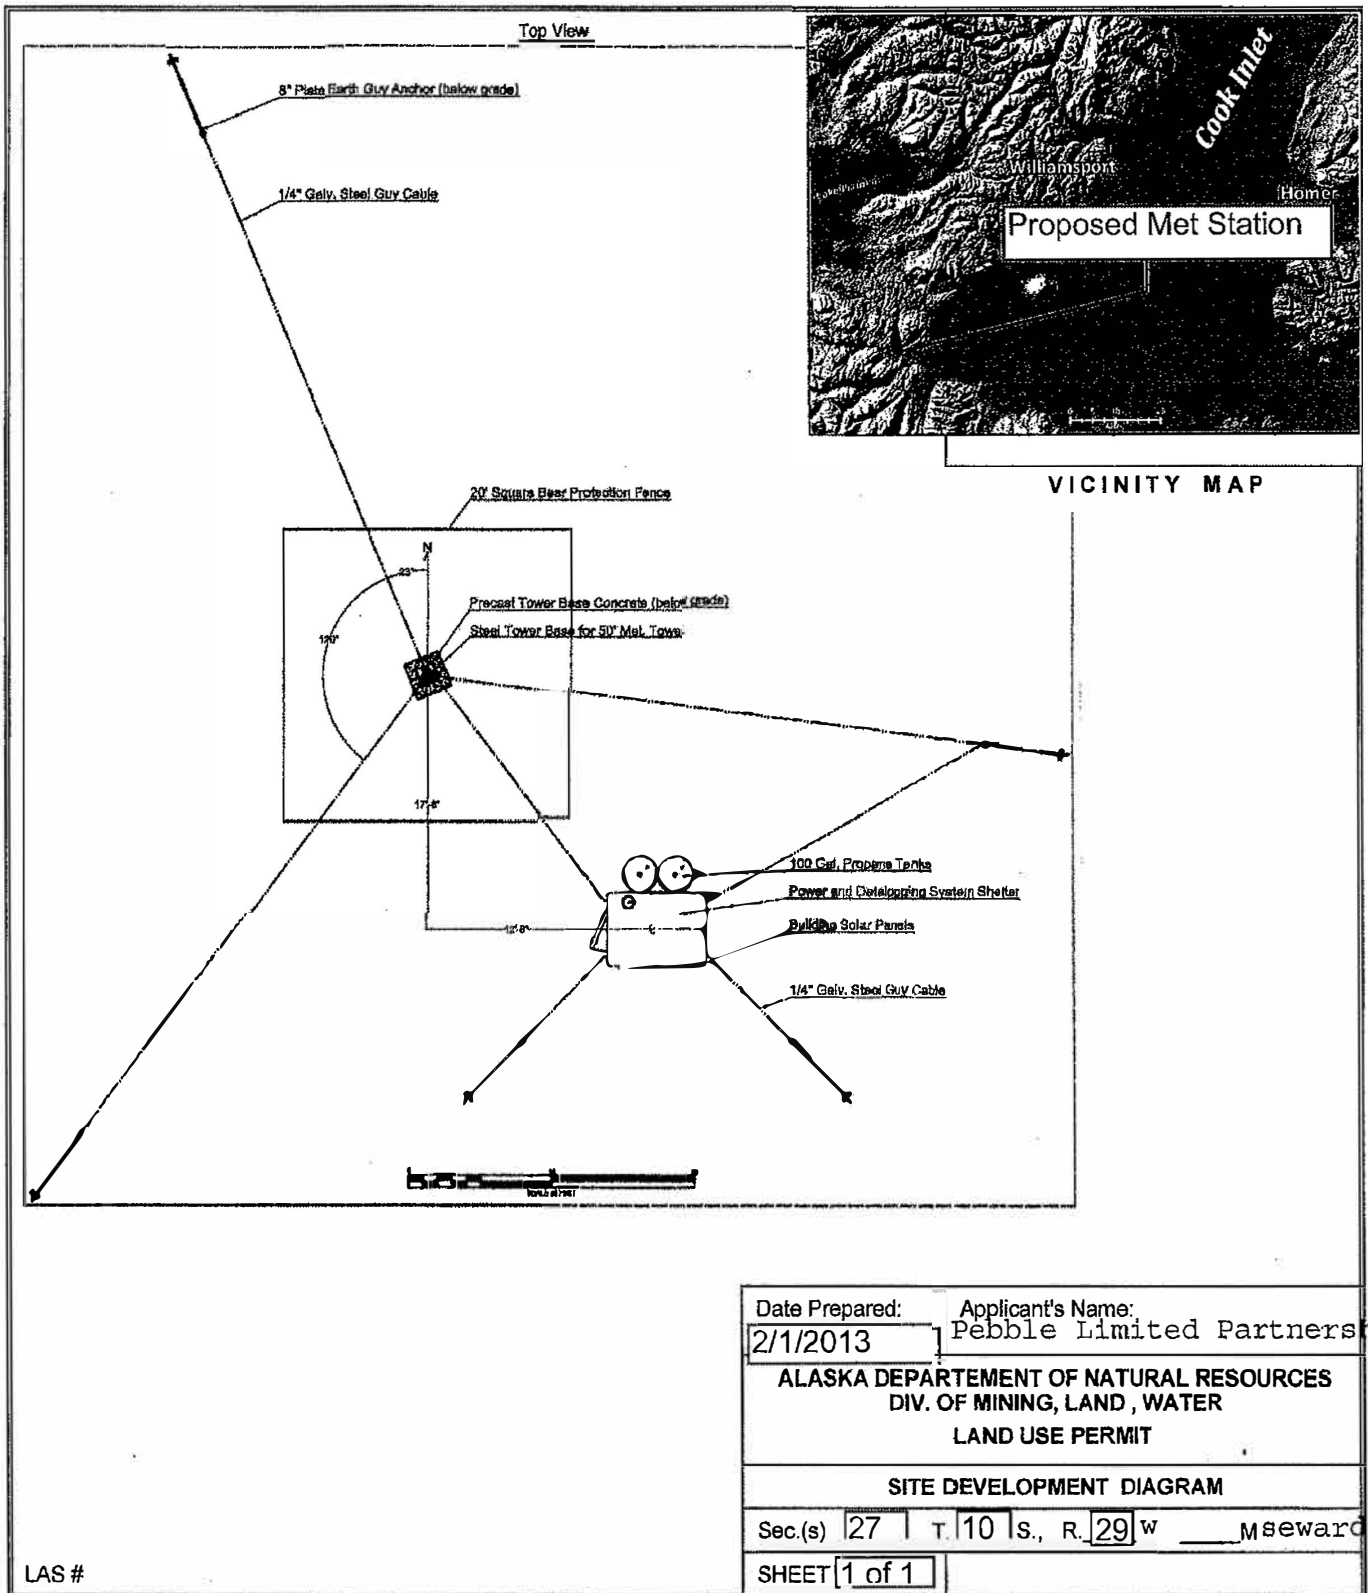 Top View
8" Plate Earth Guy Anchor (below grade)
1/4" Galv. Steel Guy Cable
Cook Inlet
Williamsport
Homer
Proposed Met Station
VICINITY MAP
20' Square Bear Protection Fence
N
23°
Precast Tower Base Concrete (below grade)
Steel Tower Base for 50' Met. Tower
120°
17'-6"
100 Gal. Propane Tanks
Power and Datalogging System Shelter
Building Solar Panels
1/4" Galv. Steel Guy Cable
Date Prepared:
2/1/2013
Applicant's Name:
Pebble Limited Partnersh
ALASKA DEPARTEMENT OF NATURAL RESOURCES
DIV. OF MINING, LAND , WATER
LAND USE PERMIT
SITE DEVELOPMENT DIAGRAM
Sec.(s) 27 T. 10 S., R. 29 W ____M seward
SHEET 1 of 1
LAS #